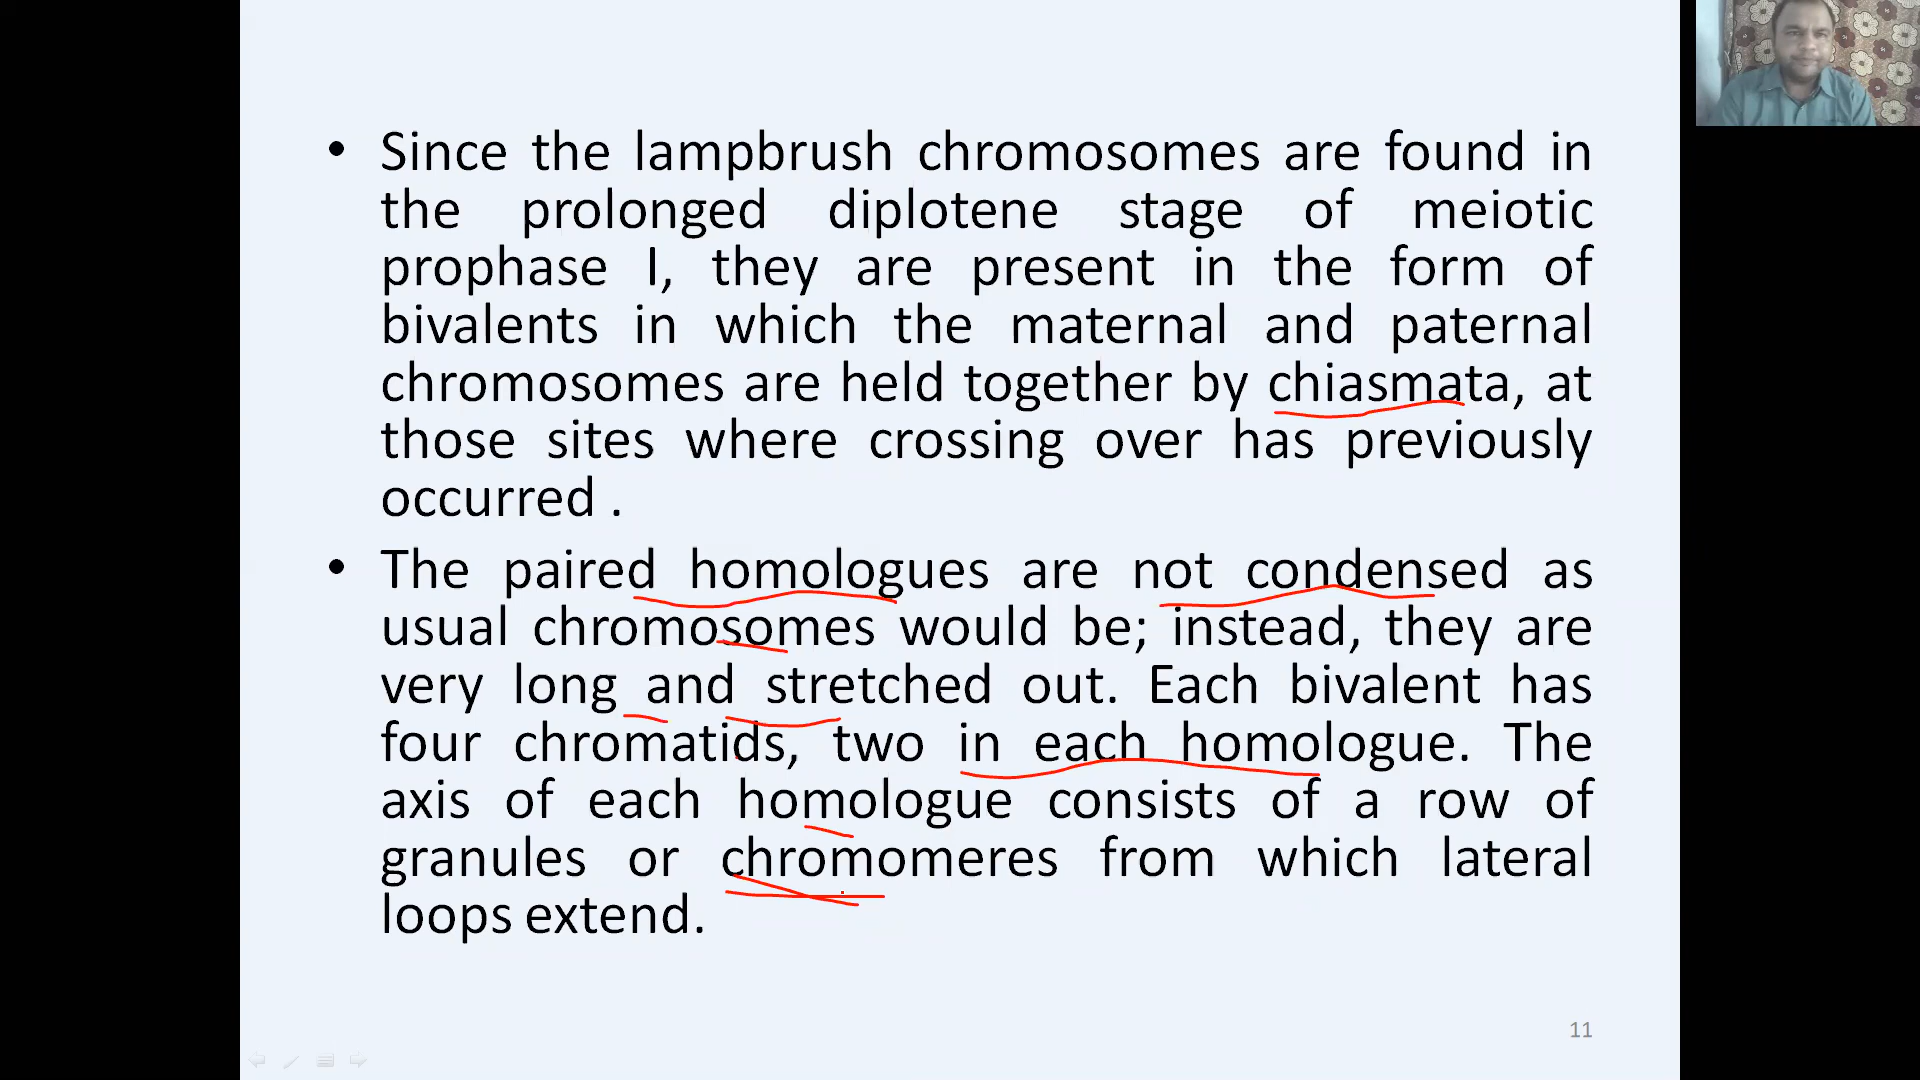 • Since the lampbrush chromosomes are found in
the prolonged diplotene stage of meiotic
prophase I, they are present in the form of
bivalents in which the maternal and paternal
chromosomes are held together by chiasmata, at
those sites where crossing over has previously
occurred .
• The paired homologues are not condensed as
usual chromosomes would be; instead, they are
very long and stretched out. Each bivalent has
four chromatids, two in each homologue. The
axis of each homologue consists of a row of
granules or chromomeres from which lateral
loops extend.
11